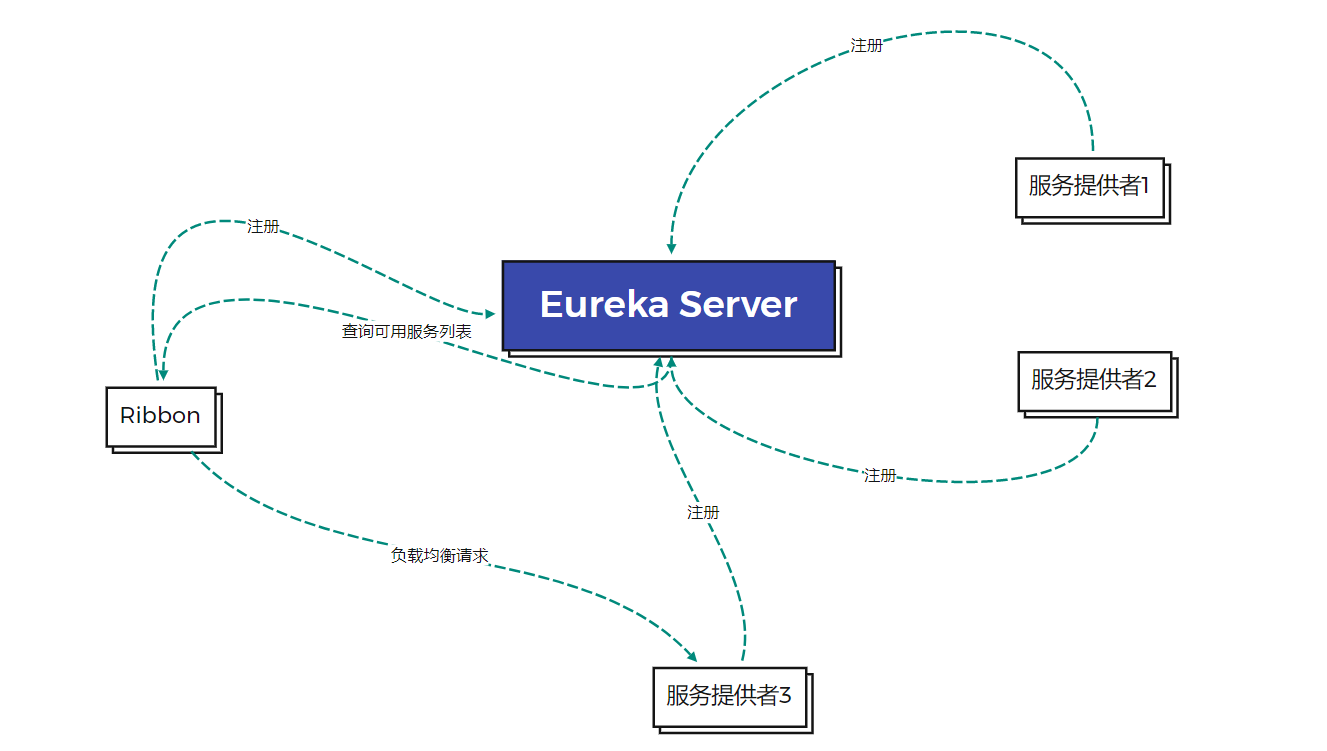 注册
服务提供者1
注册
Eureka Server
查询可用服务列表
服务提供者2
Ribbon
注册
注册
负载均衡请求
服务提供者3